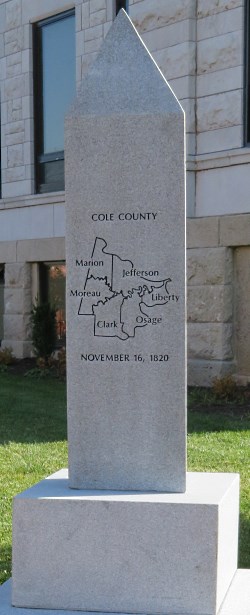 COLE COUNTY
Marion
Jefferson
Moreau
Liberty
Clark
Osage
NOVEMBER 16, 1820